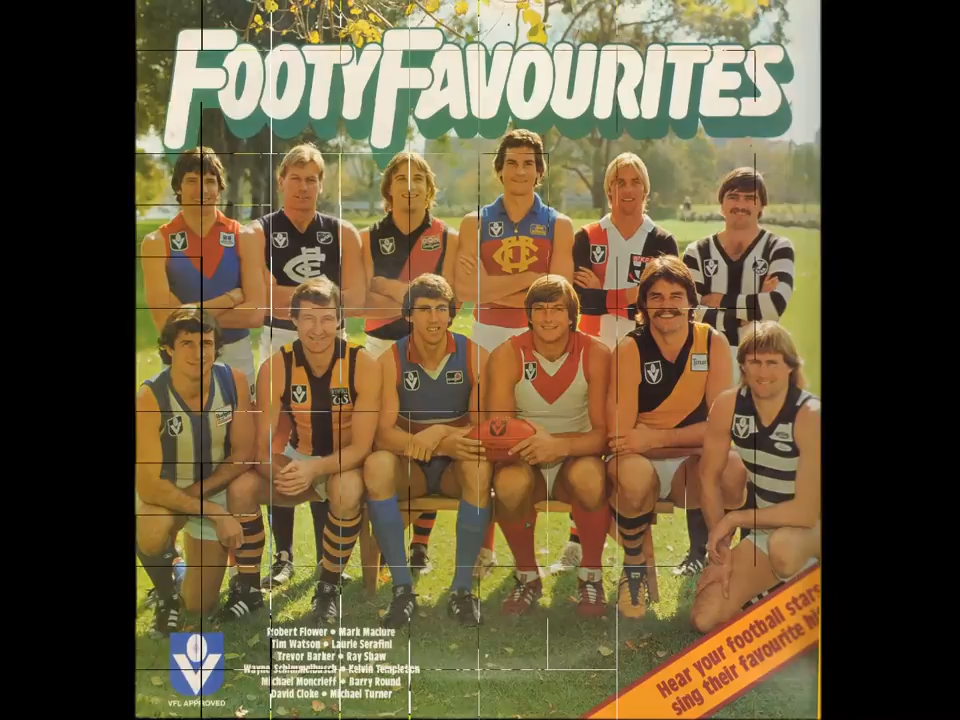 FOOTY FAVOURITES
Robert Flower • Mark Maclure
Tim Watson • Laurie Serafini
Trevor Barker • Ray Shaw
Wayne Schimmelbusch • Kelvin Templeton
Michael Moncrieff • Barry Round
David Cloke • Michael Turner
VFL APPROVED
Hear your football stars
sing their favourite